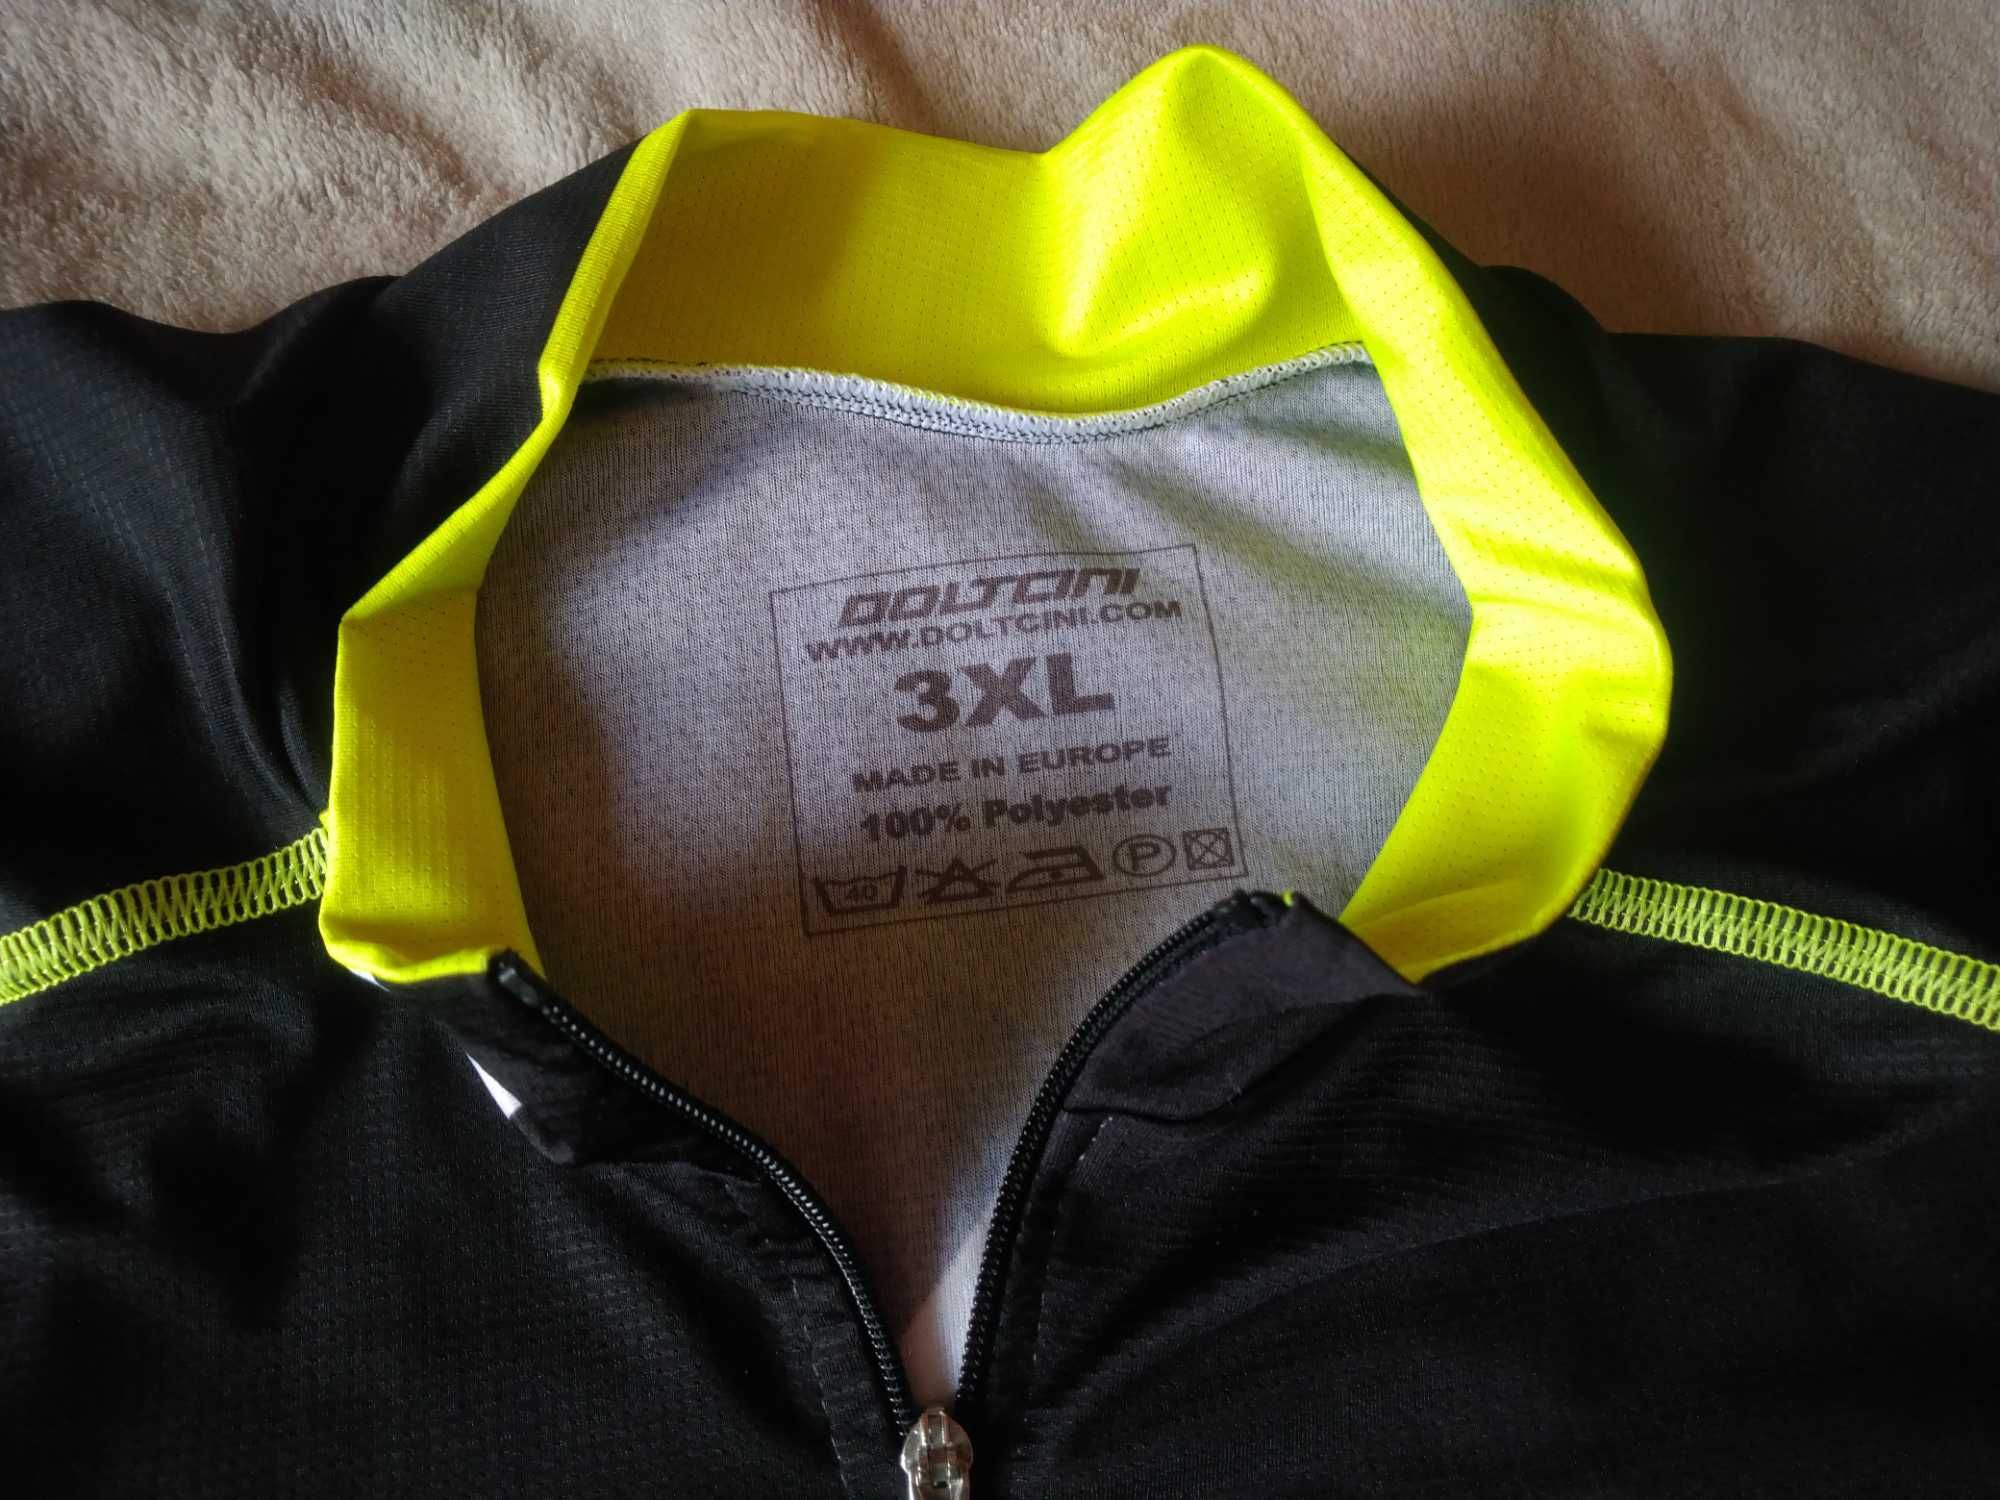 DOLTCINI
WWW.DOLTCINI.COM
3XL
MADE IN EUROPE
100% Polyester
40 P